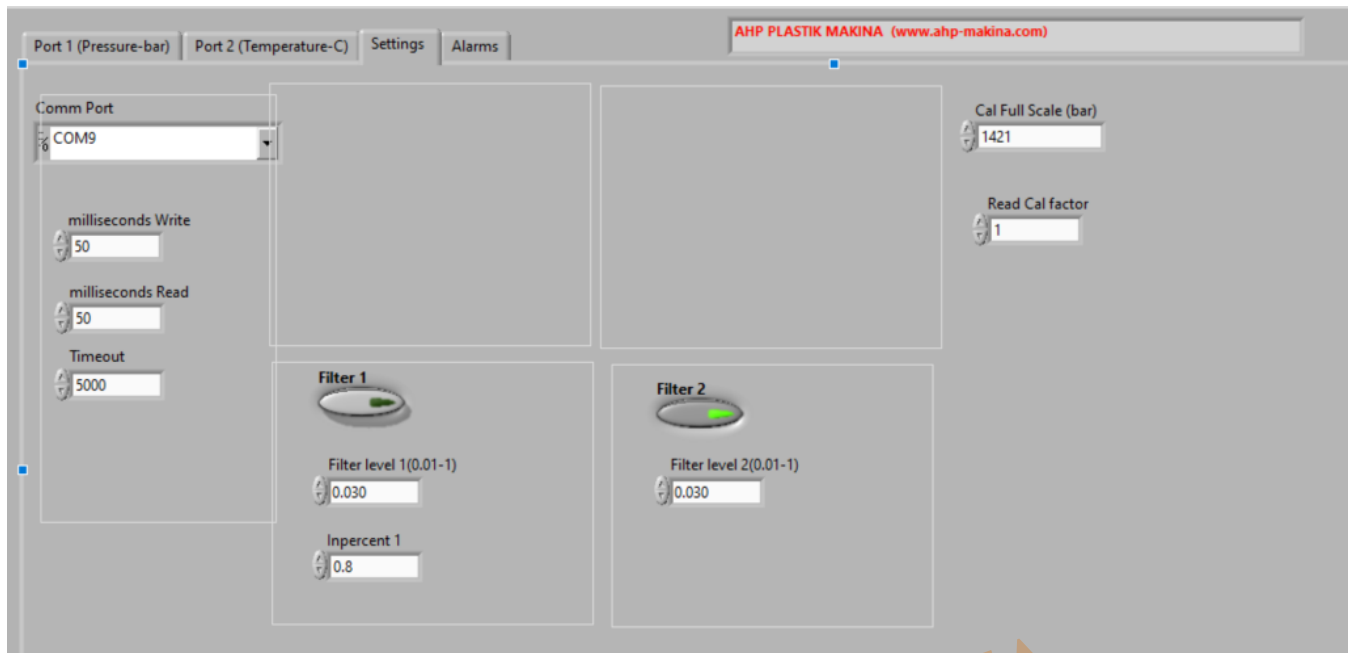 AHP PLASTIK MAKINA (www.ahp-makina.com)
Port 1 (Pressure-bar)
Port 2 (Temperature-C)
Settings
Alarms
Comm Port
COM9
milliseconds Write
50
milliseconds Read
50
Timeout
5000
Filter 1
Filter level 1(0.01-1)
0.030
Inpercent 1
0.8
Filter 2
Filter level 2(0.01-1)
0.030
Cal Full Scale (bar)
1421
Read Cal factor
1